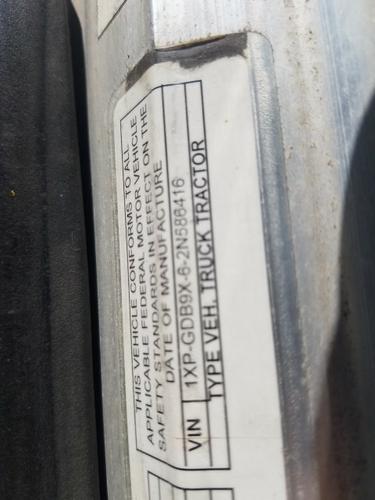 THIS VEHICLE CONFORMS TO ALL
APPLICABLE FEDERAL MOTOR VEHICLE
SAFETY STANDARDS IN EFFECT ON THE
DATE OF MANUFACTURE
VIN 1XP-GDB9X-6-2N586416
TYPE VEH. TRUCK TRACTOR